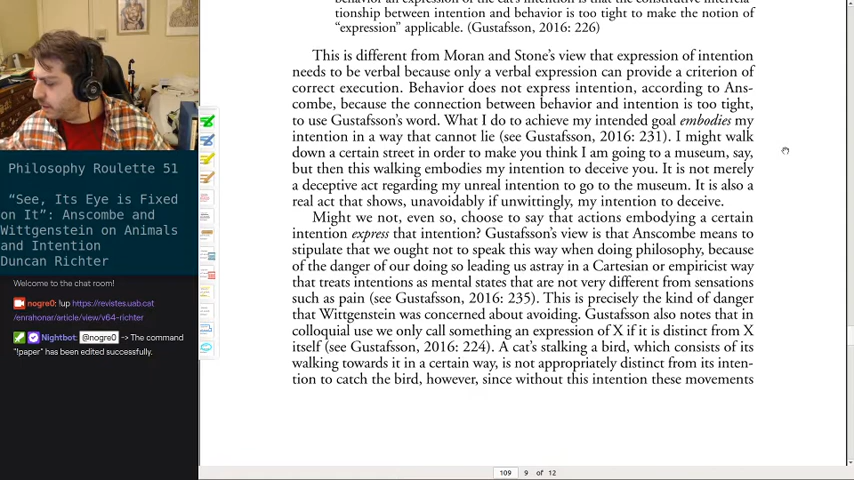 behavior an expression of the cat's intention is that the constitutive interrela-
tionship between intention and behavior is too tight to make the notion of
"expression" applicable. (Gustafsson, 2016: 226)
This is different from Moran and Stone's view that expression of intention
needs to be verbal because only a verbal expression can provide a criterion of
correct execution. Behavior does not express intention, according to Ans-
combe, because the connection between behavior and intention is too tight,
to use Gustafsson's word. What I do to achieve my intended goal embodies my
intention in a way that cannot lie (see Gustafsson, 2016: 231). I might walk
down a certain street in order to make you think I am going to a museum, say,
but then this walking embodies my intention to deceive you. It is not merely
a deceptive act regarding my unreal intention to go to the museum. It is also a
real act that shows, unavoidably if unwittingly, my intention to deceive.
Might we not, even so, choose to say that actions embodying a certain
intention express that intention? Gustafsson's view is that Anscombe means to
stipulate that we ought not to speak this way when doing philosophy, because
of the danger of our doing so leading us astray in a Cartesian or empiricist way
that treats intentions as mental states that are not very different from sensations
such as pain (see Gustafsson, 2016: 235). This is precisely the kind of danger
that Wittgenstein was concerned about avoiding. Gustafsson also notes that in
colloquial use we only call something an expression of X if it is distinct from X
itself (see Gustafsson, 2016: 224). A cat's stalking a bird, which consists of its
walking towards it in a certain way, is not appropriately distinct from its inten-
tion to catch the bird, however, since without this intention these movements
109 9 of 12
Philosophy Roulette 51
"See, Its Eye is Fixed
on It": Anscombe and
Wittgenstein on Animals
and Intention
Duncan Richter
Welcome to the chat room!
nogre0: !up https://revistes.uab.cat
/enrahonar/article/view/v64-richter
Nightbot: @nogre0 -> The command
"!paper" has been edited successfully.